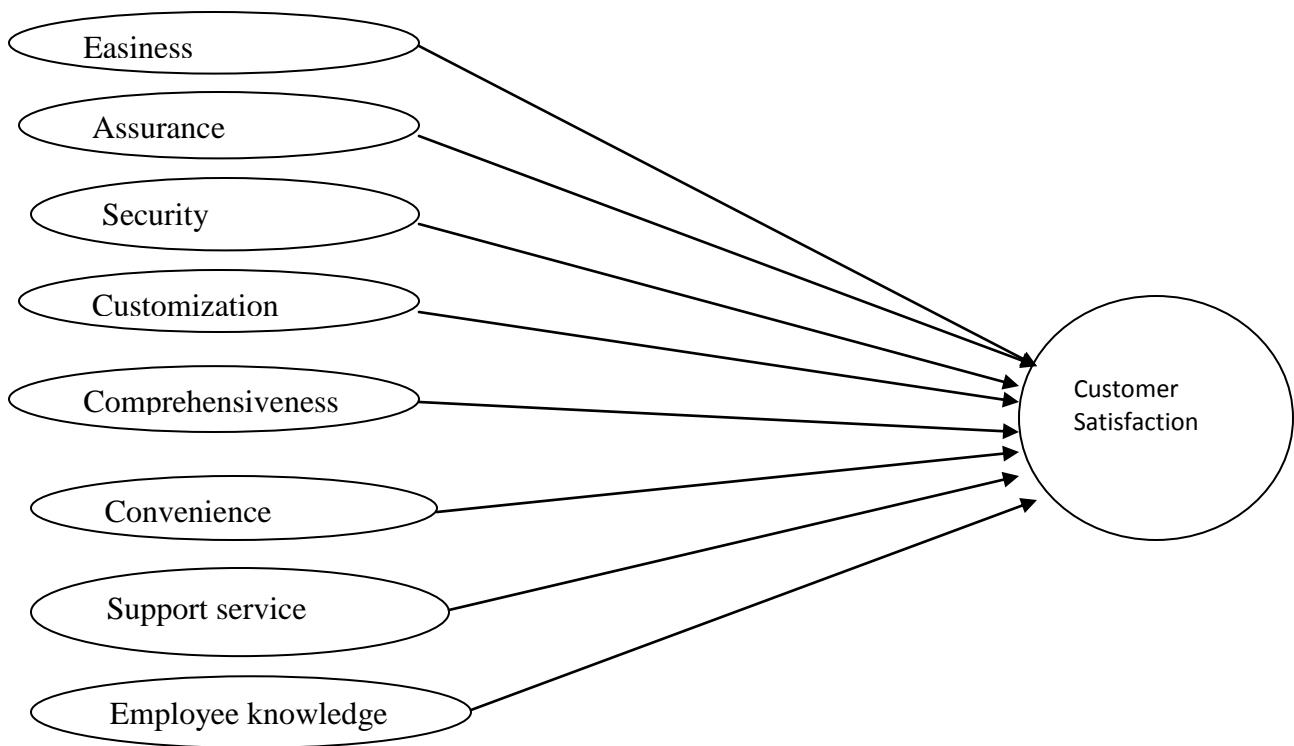 Easiness
Assurance
Security
Customization
Comprehensiveness
Convenience
Support service
Employee knowledge
Customer
Satisfaction